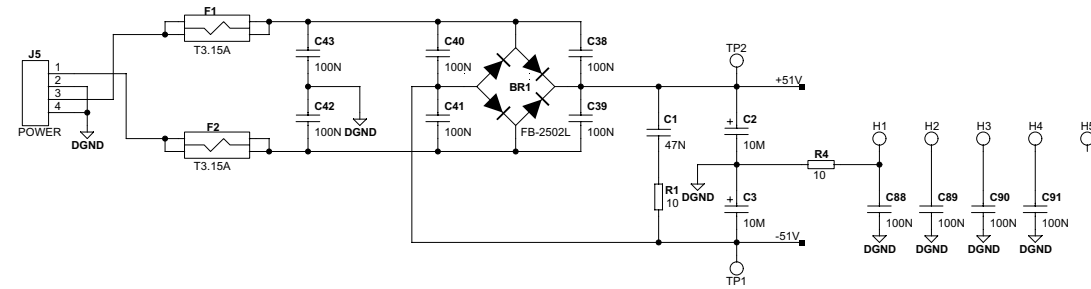 F1
T3.15A
J5
1
2
3
4
POWER
DGND
F2
T3.15A
C43
100N
C42
100N
DGND
C40
100N
C41
100N
BR1
FB-2502L
C38
100N
C39
100N
TP2
+51V
C1
47N
R1
10
C2
+
10M
DGND
C3
+
10M
-51V
TP1
R4
10
H1
H2
H3
H4
H5
C88
100N
DGND
C89
100N
DGND
C90
100N
DGND
C91
100N
DGND